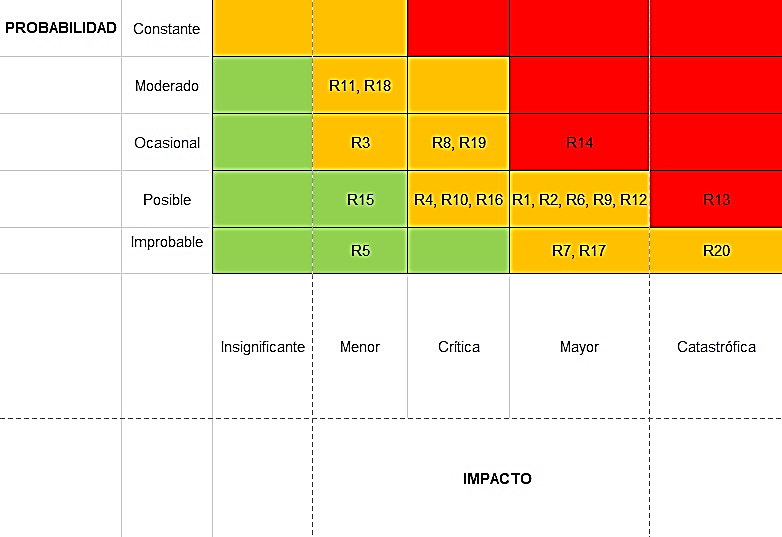 PROBABILIDAD Constante
Moderado R11, R18
Ocasional R3 R8, R19 R14
Posible R15 R4, R10, R16 R1, R2, R6, R9, R12 R13
Improbable R5 R7, R17 R20
Insignificante Menor Crítica Mayor Catastrófica
IMPACTO